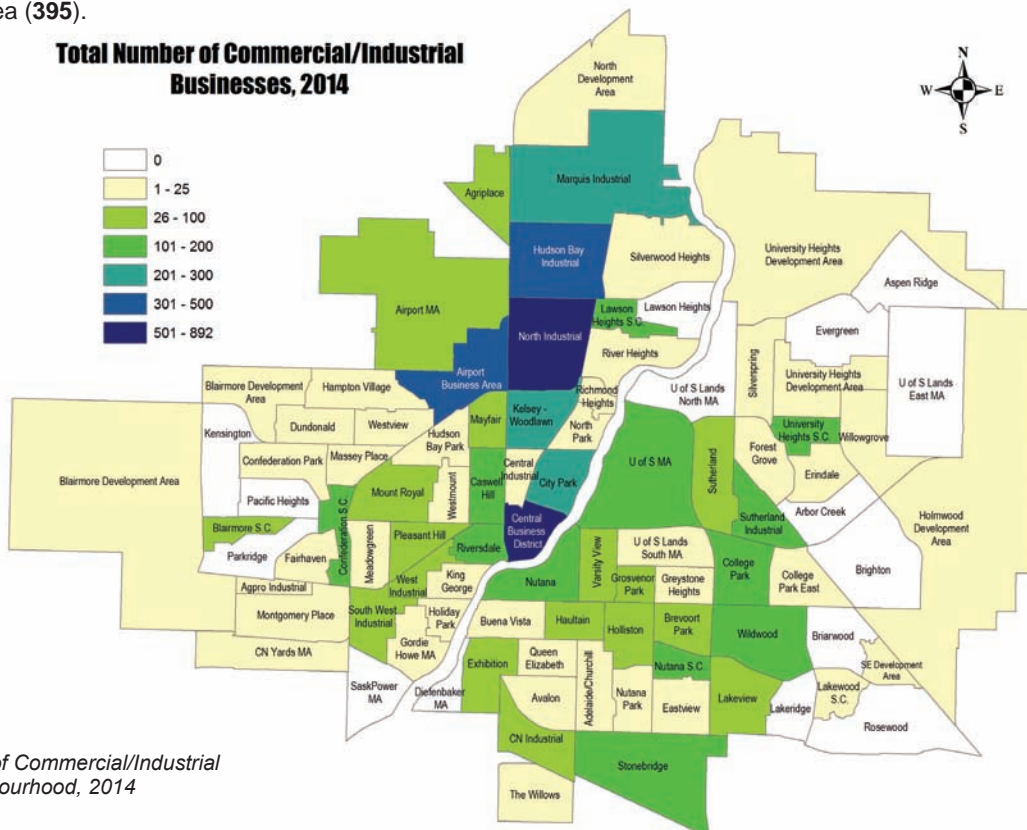 ea (395).
Total Number of Commercial/Industrial
Businesses, 2014
N
W
E
S
0
1 - 25
26 - 100
101 - 200
201 - 300
301 - 500
501 - 892
North
Development
Area
Marquis Industrial
Agriplace
Hudson Bay
Industrial
Silverwood Heights
University Heights
Development Area
Aspen Ridge
Airport MA
Lawson
Heights S.C.
Lawson Heights
North Industrial
Evergreen
River Heights
Airport
Business Area
Silverspring
University Heights
Development Area
U of S Lands
East MA
Blairmore Development
Area
Hampton Village
Richmond
Heights
U of S Lands
North MA
Kensington
Dundonald
Westview
Mayfair
Kelsey -
Woodlawn
North
Park
University
Heights S.C.
Willowgrove
Hudson
Bay Park
Confederation Park
Massey Place
Central
Industrial
U of S MA
Sutherland
Forest
Grove
Erindale
Blairmore Development Area
Pacific Heights
Mount Royal
Westmount
Caswell
Hill
City Park
Arbor Creek
Holmwood
Development
Area
Blairmore S.C.
Confederation S.C.
Meadowgreen
Pleasant Hill
Riversdale
Central
Business
District
Sutherland
Industrial
Parkridge
Fairhaven
West
Industrial
King
George
Nutana
Varsity View
U of S Lands
South MA
College
Park
College
Park East
Brighton
Agpro Industrial
Grosvenor
Park
Greystone
Heights
Montgomery Place
South West
Industrial
Holiday
Park
Buena Vista
Haultain
Holliston
Brevoort
Park
Wildwood
Briarwood
CN Yards MA
Gordie
Howe MA
Exhibition
Queen
Elizabeth
Adelaide/Churchill
Nutana S.C.
SE Development
Area
SaskPower
MA
Diefenbaker
MA
Avalon
Nutana
Park
Eastview
Lakeview
Lakeridge
Lakewood
S.C.
Rosewood
CN Industrial
Stonebridge
The Willows
of Commercial/Industrial
bourhood, 2014